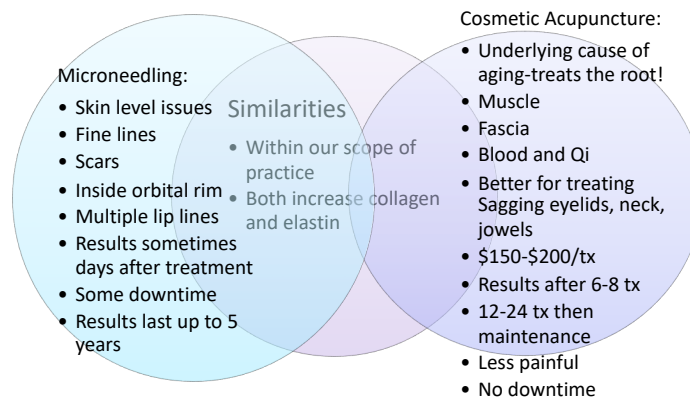 Microneedling:
• Skin level issues
• Fine lines
• Scars
• Inside orbital rim
• Multiple lip lines
• Results sometimes
days after treatment
• Some downtime
• Results last up to 5
years
Similarities
• Within our scope of
practice
• Both increase collagen
and elastin
Cosmetic Acupuncture:
• Underlying cause of
aging-treats the root!
• Muscle
• Fascia
• Blood and Qi
• Better for treating
Sagging eyelids, neck,
jowels
• $150-$200/tx
• Results after 6-8 tx
• 12-24 tx then
maintenance
• Less painful
• No downtime